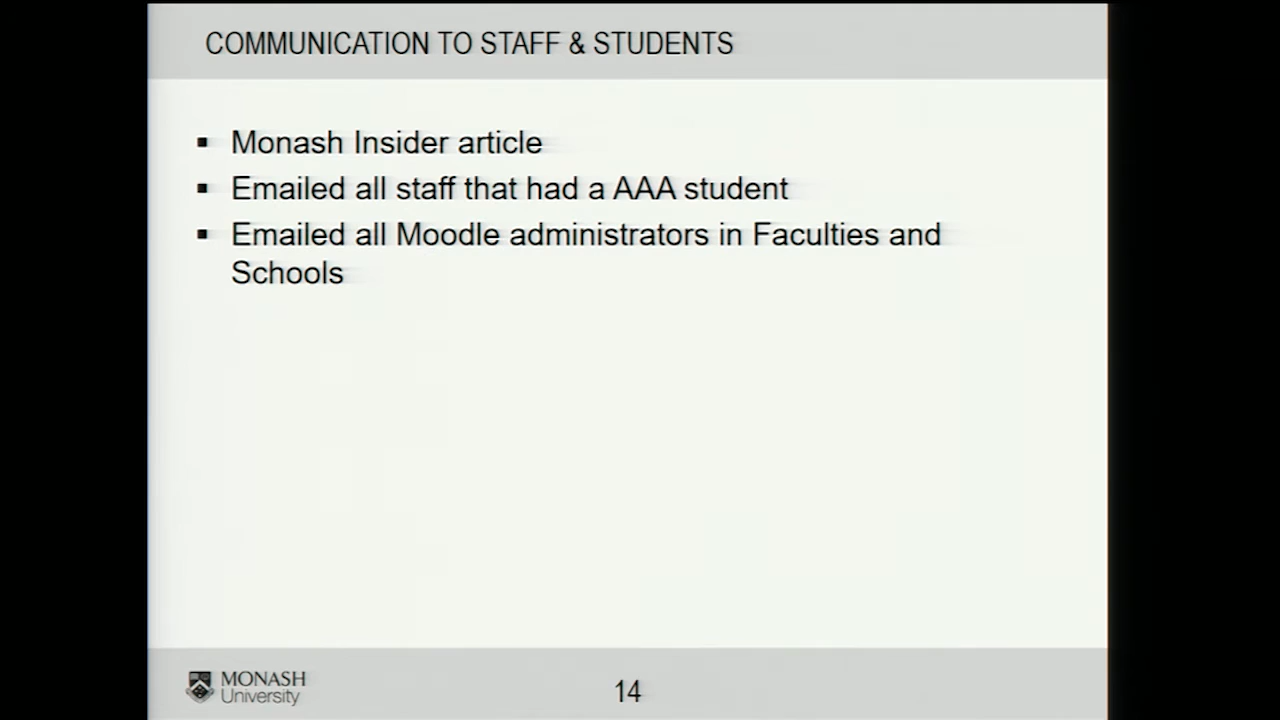 COMMUNICATION TO STAFF & STUDENTS
▪ Monash Insider article
▪ Emailed all staff that had a AAA student
▪ Emailed all Moodle administrators in Faculties and
Schools
MONASH
University
14